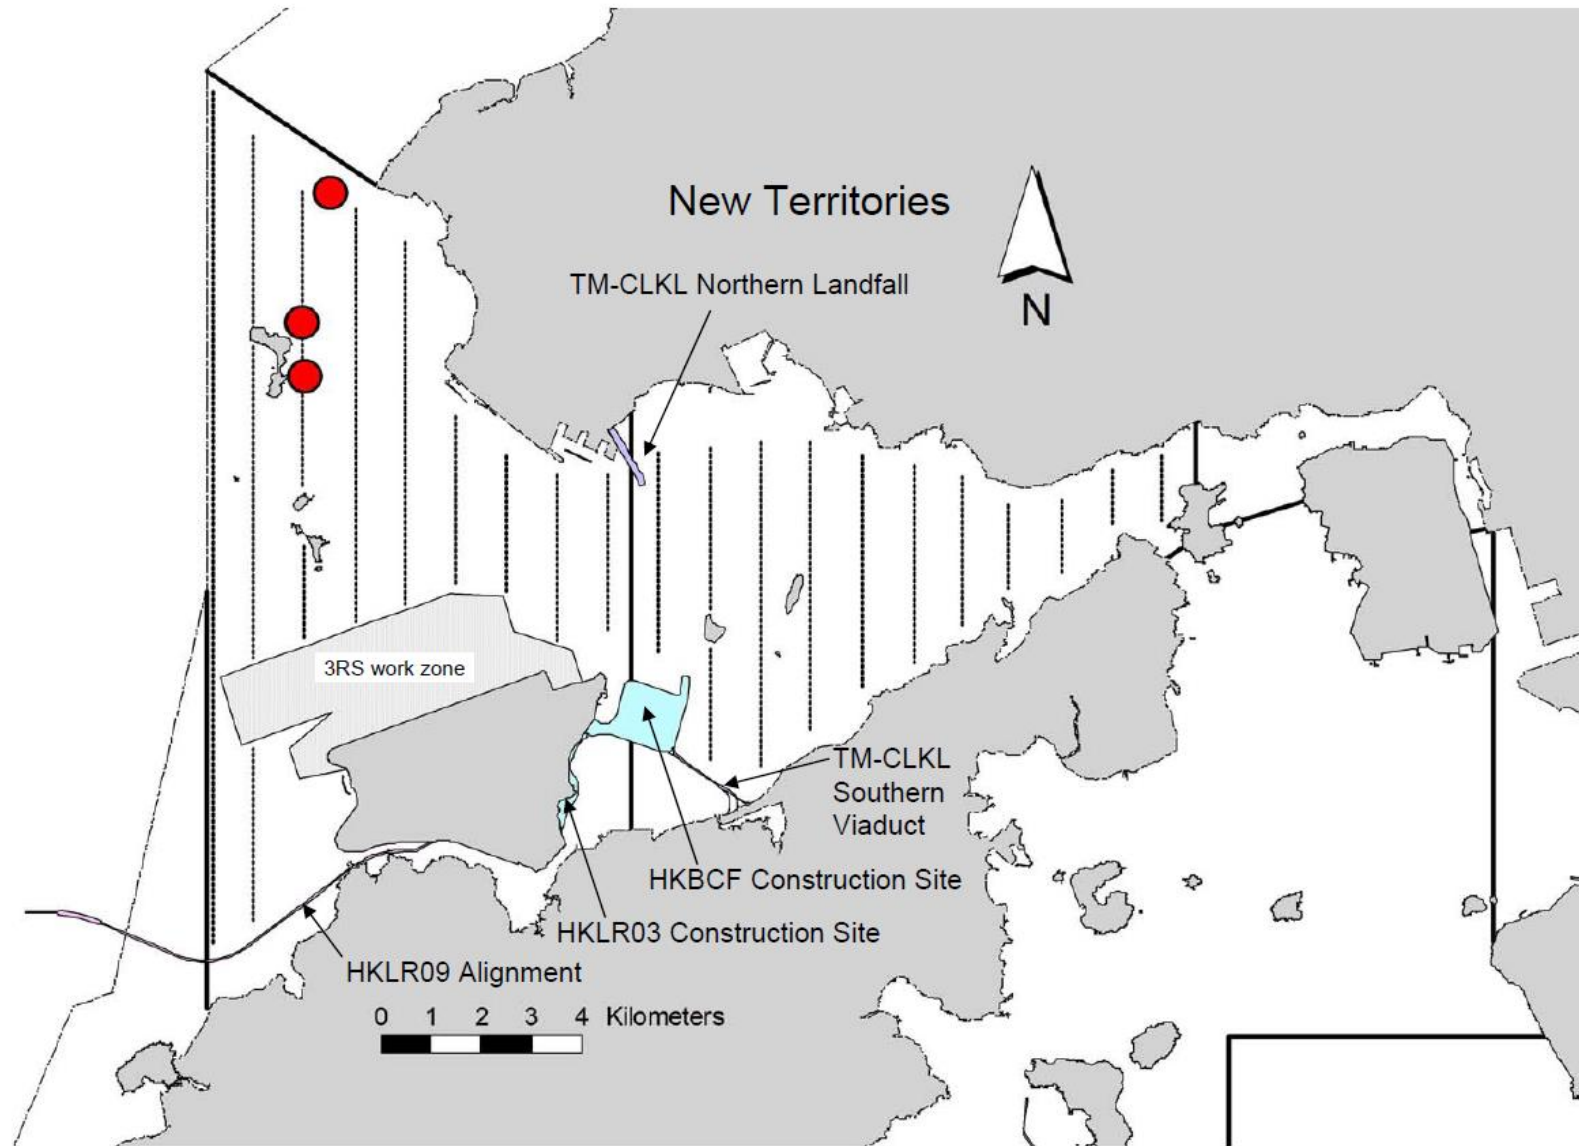 New Territories
TM-CLKL Northern Landfall
N
3RS work zone
TM-CLKL
Southern
Viaduct
HKBCF Construction Site
HKLR03 Construction Site
HKLR09 Alignment
0 1 2 3 4 Kilometers